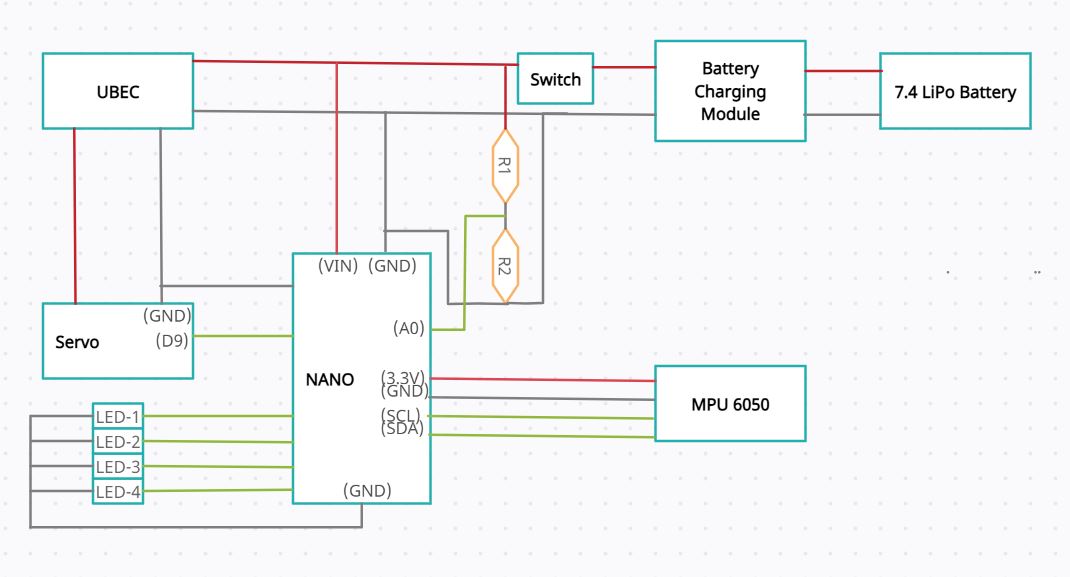 UBEC
Switch
Battery
Charging
Module
7.4 LiPo Battery
R1
R2
(VIN) (GND)
(GND)
Servo
(D9)
(A0)
NANO
(3.3V)
(GND)
(SCL)
(SDA)
MPU 6050
LED-1
LED-2
LED-3
LED-4
(GND)